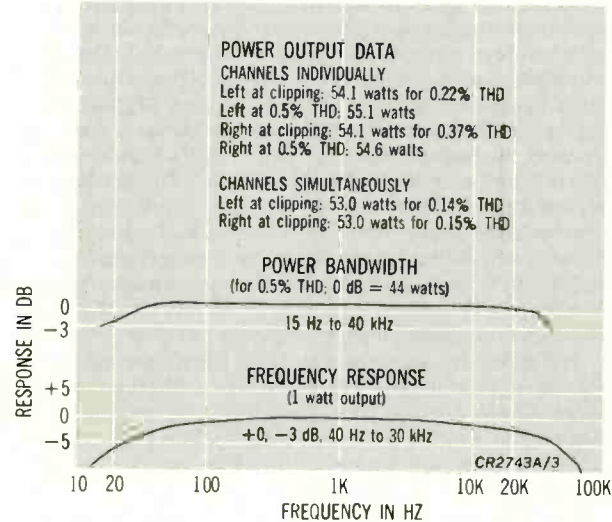 POWER OUTPUT DATA
CHANNELS INDIVIDUALLY
Left at clipping: 54.1 watts for 0.22% THD
Left at 0.5% THD: 55.1 watts
Right at clipping: 54.1 watts for 0.37% THD
Right at 0.5% THD: 54.6 watts
CHANNELS SIMULTANEOUSLY
Left at clipping: 53.0 watts for 0.14% THD
Right at clipping: 53.0 watts for 0.15% THD
POWER BANDWIDTH
(for 0.5% THD; 0 dB = 44 watts)
0
-3
15 Hz to 40 kHz
RESPONSE IN DB
FREQUENCY RESPONSE
(1 watt output)
+5
0
-5
+0, -3 dB, 40 Hz to 30 kHz
CR2743A/3
10 20 100 1K 10K 20K 100K
FREQUENCY IN HZ